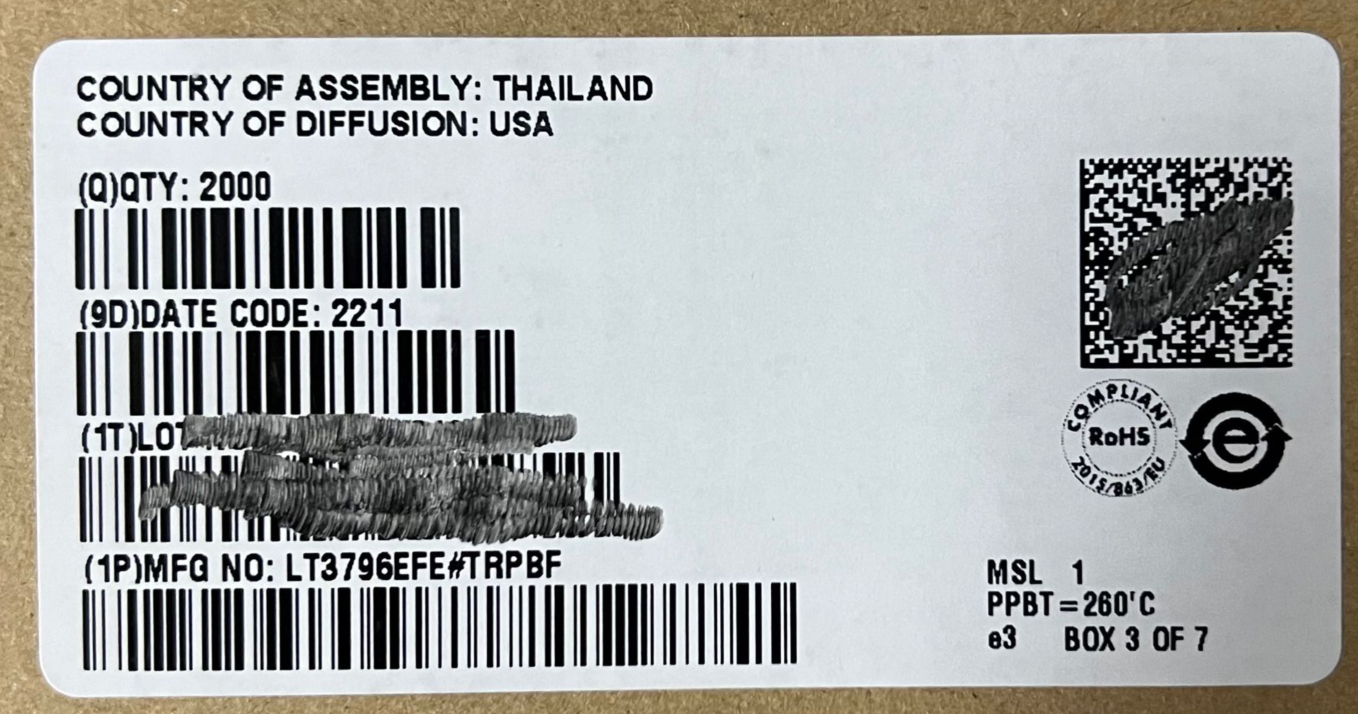 COUNTRY OF ASSEMBLY: THAILAND
COUNTRY OF DIFFUSION: USA
(Q)QTY: 2000
(9D)DATE CODE: 2211
(1T)LOT
(1P)MFG NO: LT3796EFE#TRPBF
COMPLIANT
RoHS
2015/863/EU
e
MSL 1
PPBT=260'C
e3 BOX 3 OF 7